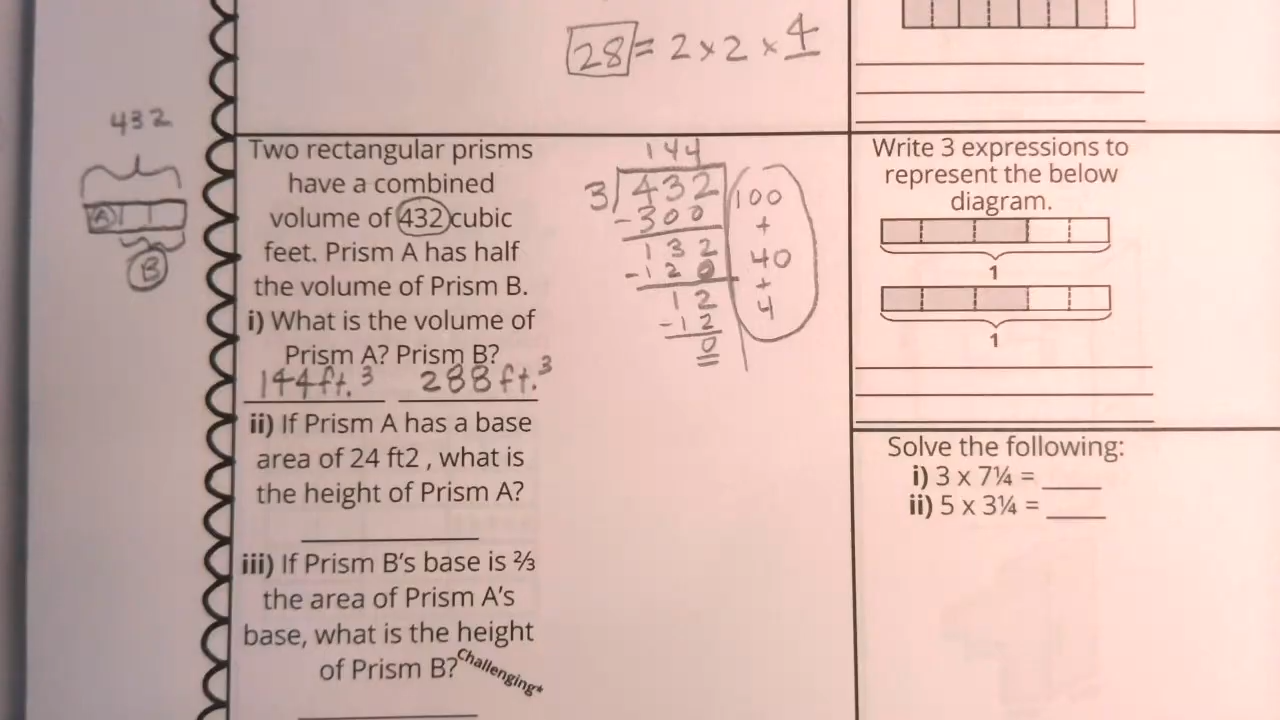 28 = 2 × 2 × 4
432
A
B
Two rectangular prisms
have a combined
volume of 432 cubic
feet. Prism A has half
the volume of Prism B.
i) What is the volume of
Prism A? Prism B?
144ft.³ 288ft.³
ii) If Prism A has a base
area of 24 ft2 , what is
the height of Prism A?
iii) If Prism B's base is ⅔
the area of Prism A's
base, what is the height
of Prism B?
Challenging*
144
3 432
-300 100
+
132 40
-120 +
12 4
-12
0
Write 3 expressions to
represent the below
diagram.
1
1
Solve the following:
i) 3 x 7¼ = ____
ii) 5 x 3¼ = ____